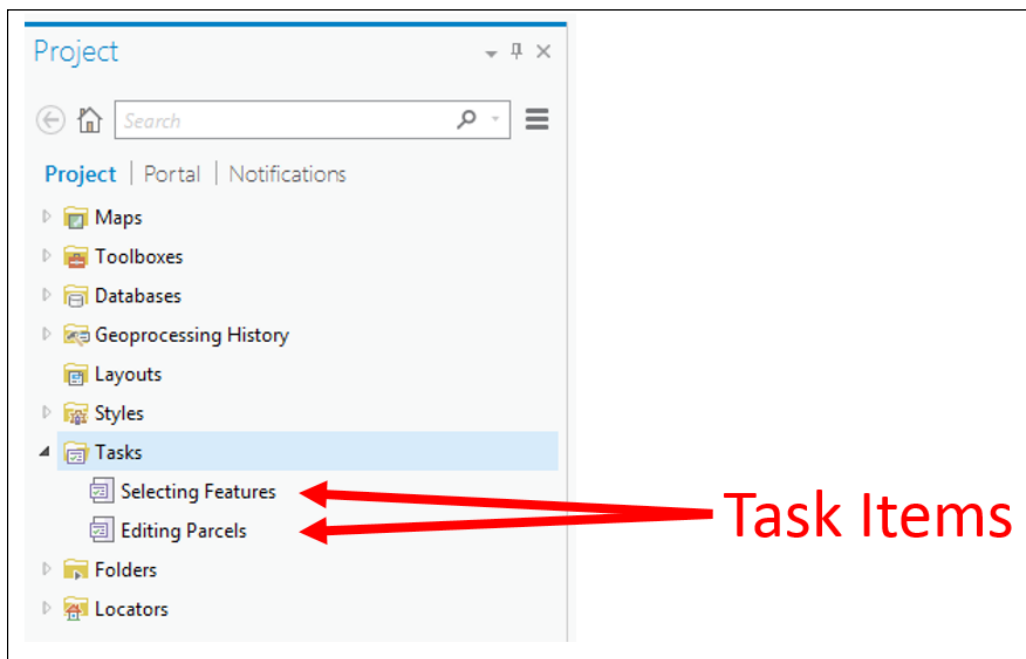 Project
Search
Project | Portal | Notifications
Maps
Toolboxes
Databases
Geoprocessing History
Layouts
Styles
Tasks
Selecting Features
Editing Parcels
Task Items
Folders
Locators